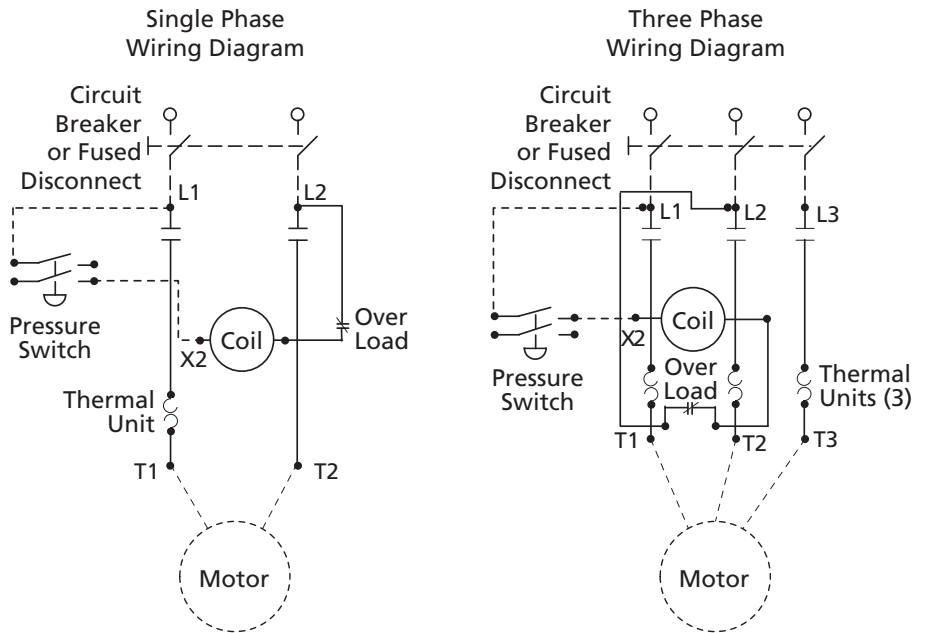 Single Phase
Wiring Diagram
Circuit
Breaker
or Fused
Disconnect
L1
L2
Pressure
Switch
X2
Coil
Over
Load
Thermal
Unit
T1
T2
Motor
Three Phase
Wiring Diagram
Circuit
Breaker
or Fused
Disconnect
L1
L2
L3
Pressure
Switch
X2
Coil
Over
Load
Thermal
Units (3)
T1
T2
T3
Motor